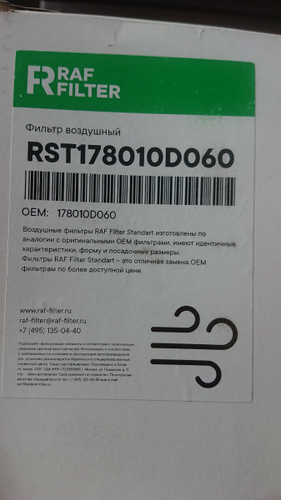 RAF
FILTER
Фильтр воздушный
RST178010D060
OEM: 178010D060
Воздушные фильтры RAF Filter Standart изготовлены по
аналогии с оригинальными OEM фильтрами, имеют идентичные
характеристики, форму и посадочные размеры.
Фильтры RAF Filter Standart – это отличная замена OEM
фильтрам по более доступной цене.
www.raf-filter.ru
raf-filter@raf-filter.ru
+7 (495) 135-04-40